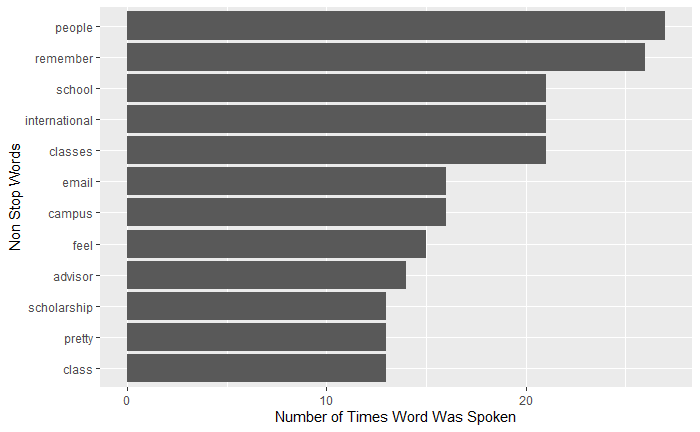 people
remember
school
international
classes
email
campus
feel
advisor
scholarship
pretty
class
Non Stop Words
0 10 20
Number of Times Word Was Spoken